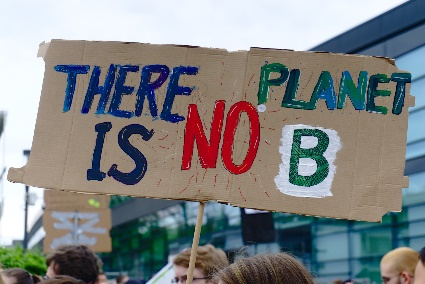 THERE IS NO PLANET B